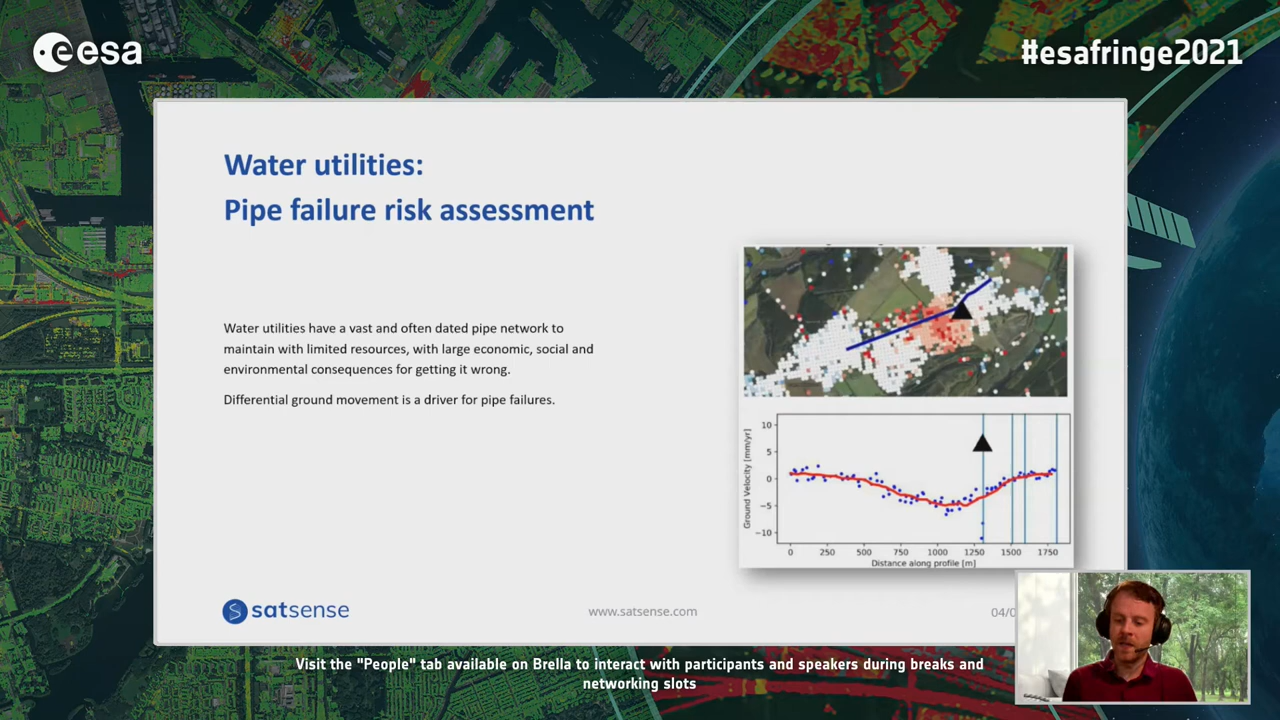 esa
#esafringe2021
Water utilities:
Pipe failure risk assessment
Water utilities have a vast and often dated pipe network to
maintain with limited resources, with large economic, social and
environmental consequences for getting it wrong.
Differential ground movement is a driver for pipe failures.
Ground Velocity [mm/yr]
10
5
0
−5
−10
0 250 500 750 1000 1250 1500 1750
Distance along profile [m]
satsense
www.satsense.com
04/0
Visit the "People" tab available on Brella to interact with participants and speakers during breaks and
networking slots